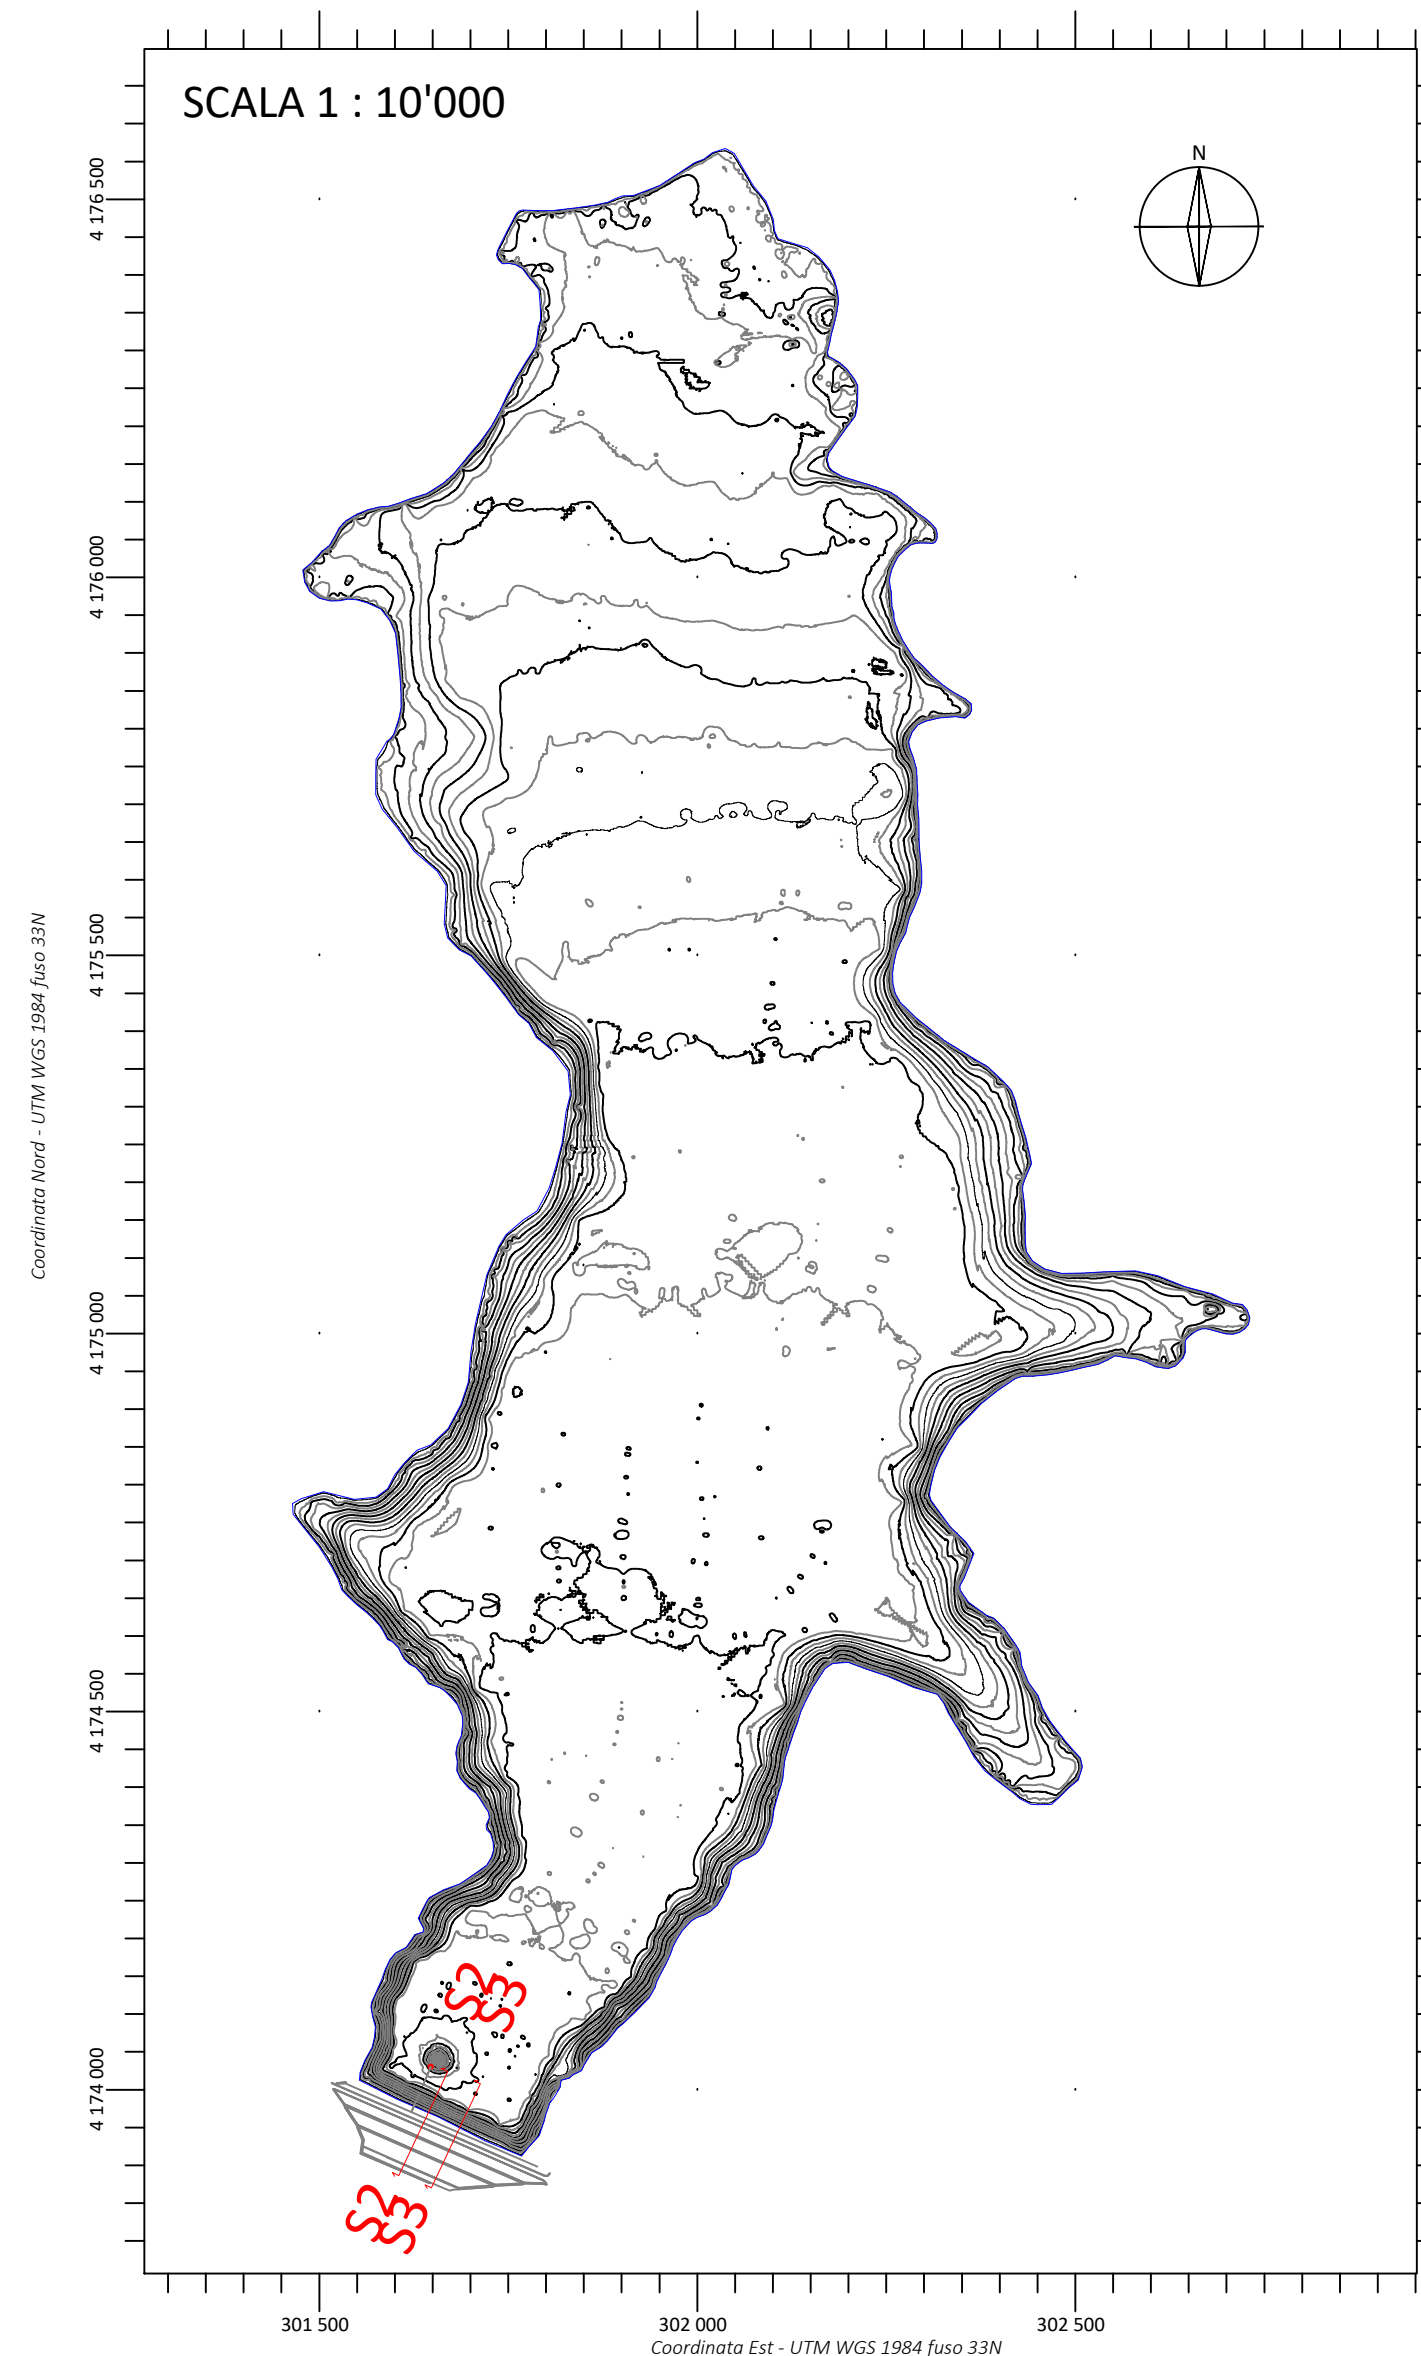 SCALA 1 : 10'000
N
4 176 500
4 176 000
4 175 500
4 175 000
4 174 500
4 174 000
Coordinata Nord - UTM WGS 1984 fuso 33N
S2
S3
S2
S3
301 500
302 000
302 500
Coordinata Est - UTM WGS 1984 fuso 33N